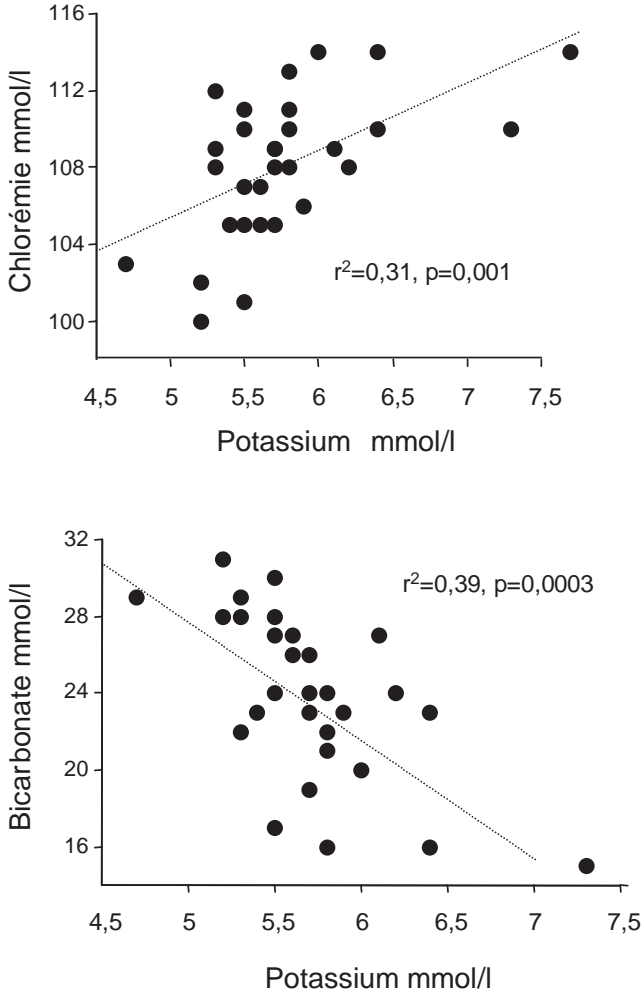 116
112
108
104
100
Chlorémie mmol/l
r²=0,31, p=0,001
4,5 5 5,5 6 6,5 7 7,5
Potassium mmol/l
32
28
24
20
16
Bicarbonate mmol/l
r²=0,39, p=0,0003
4,5 5 5,5 6 6,5 7 7,5
Potassium mmol/l